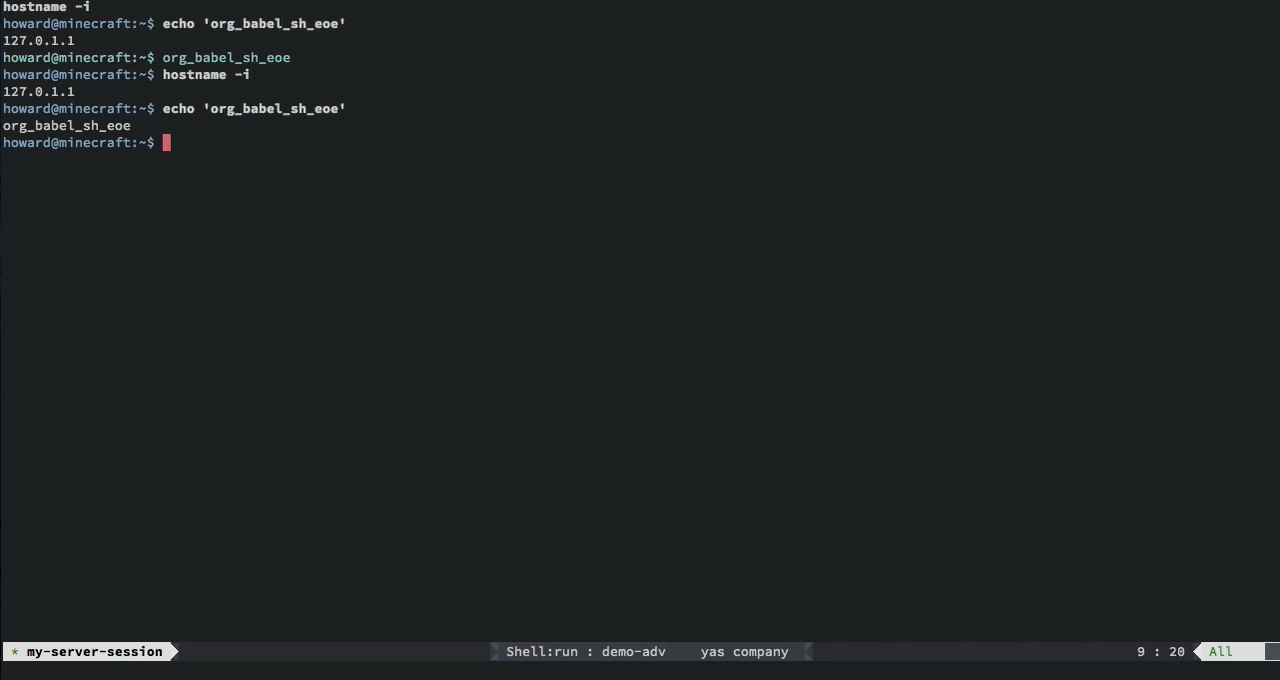 hostname -i
howard@minecraft:~$ echo 'org_babel_sh_eoe'
127.0.1.1
howard@minecraft:~$ org_babel_sh_eoe
howard@minecraft:~$ hostname -i
127.0.1.1
howard@minecraft:~$ echo 'org_babel_sh_eoe'
org_babel_sh_eoe
howard@minecraft:~$
* my-server-session Shell:run : demo-adv yas company 9 : 20 All